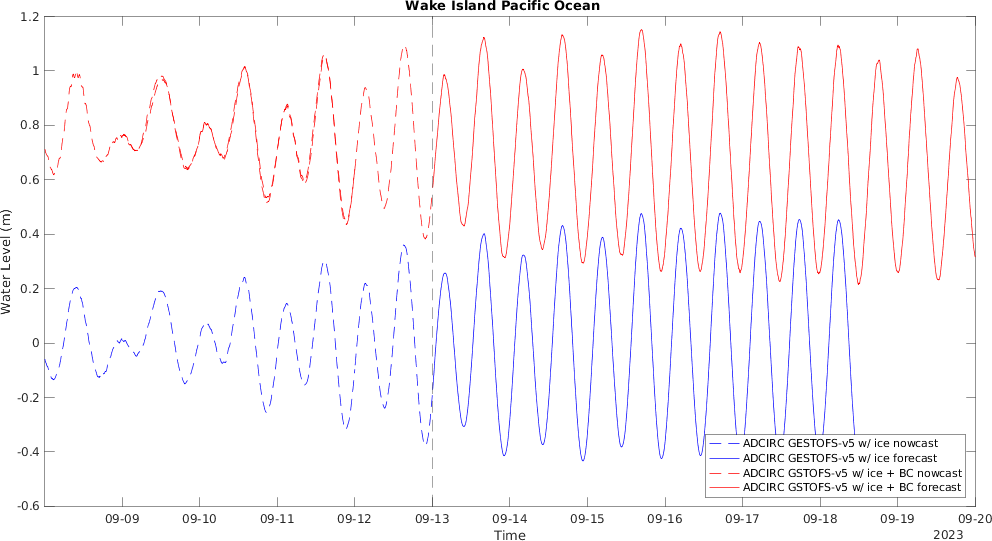 Wake Island Pacific Ocean
1.2
1
0.8
0.6
0.4
0.2
0
-0.2
-0.4
-0.6
Water Level (m)
ADCIRC GESTOFS-v5 w/ ice nowcast
ADCIRC GESTOFS-v5 w/ ice forecast
ADCIRC GSTOFS-v5 w/ ice + BC nowcast
ADCIRC GSTOFS-v5 w/ ice + BC forecast
09-09 09-10 09-11 09-12 09-13 09-14 09-15 09-16 09-17 09-18 09-19 09-20
Time
2023